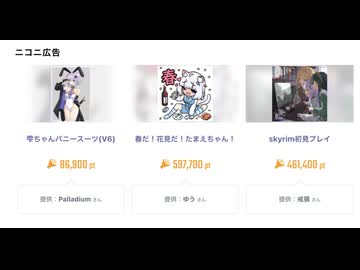 ニコニ広告
春
雫ちゃんバニースーツ(V6)
春だ！花見だ！たまえちゃん！
skyrim初見プレイ
86,900 pt
597,700 pt
461,400 pt
提供：Palladium さん
提供：ゆう さん
提供：戒猫 さん